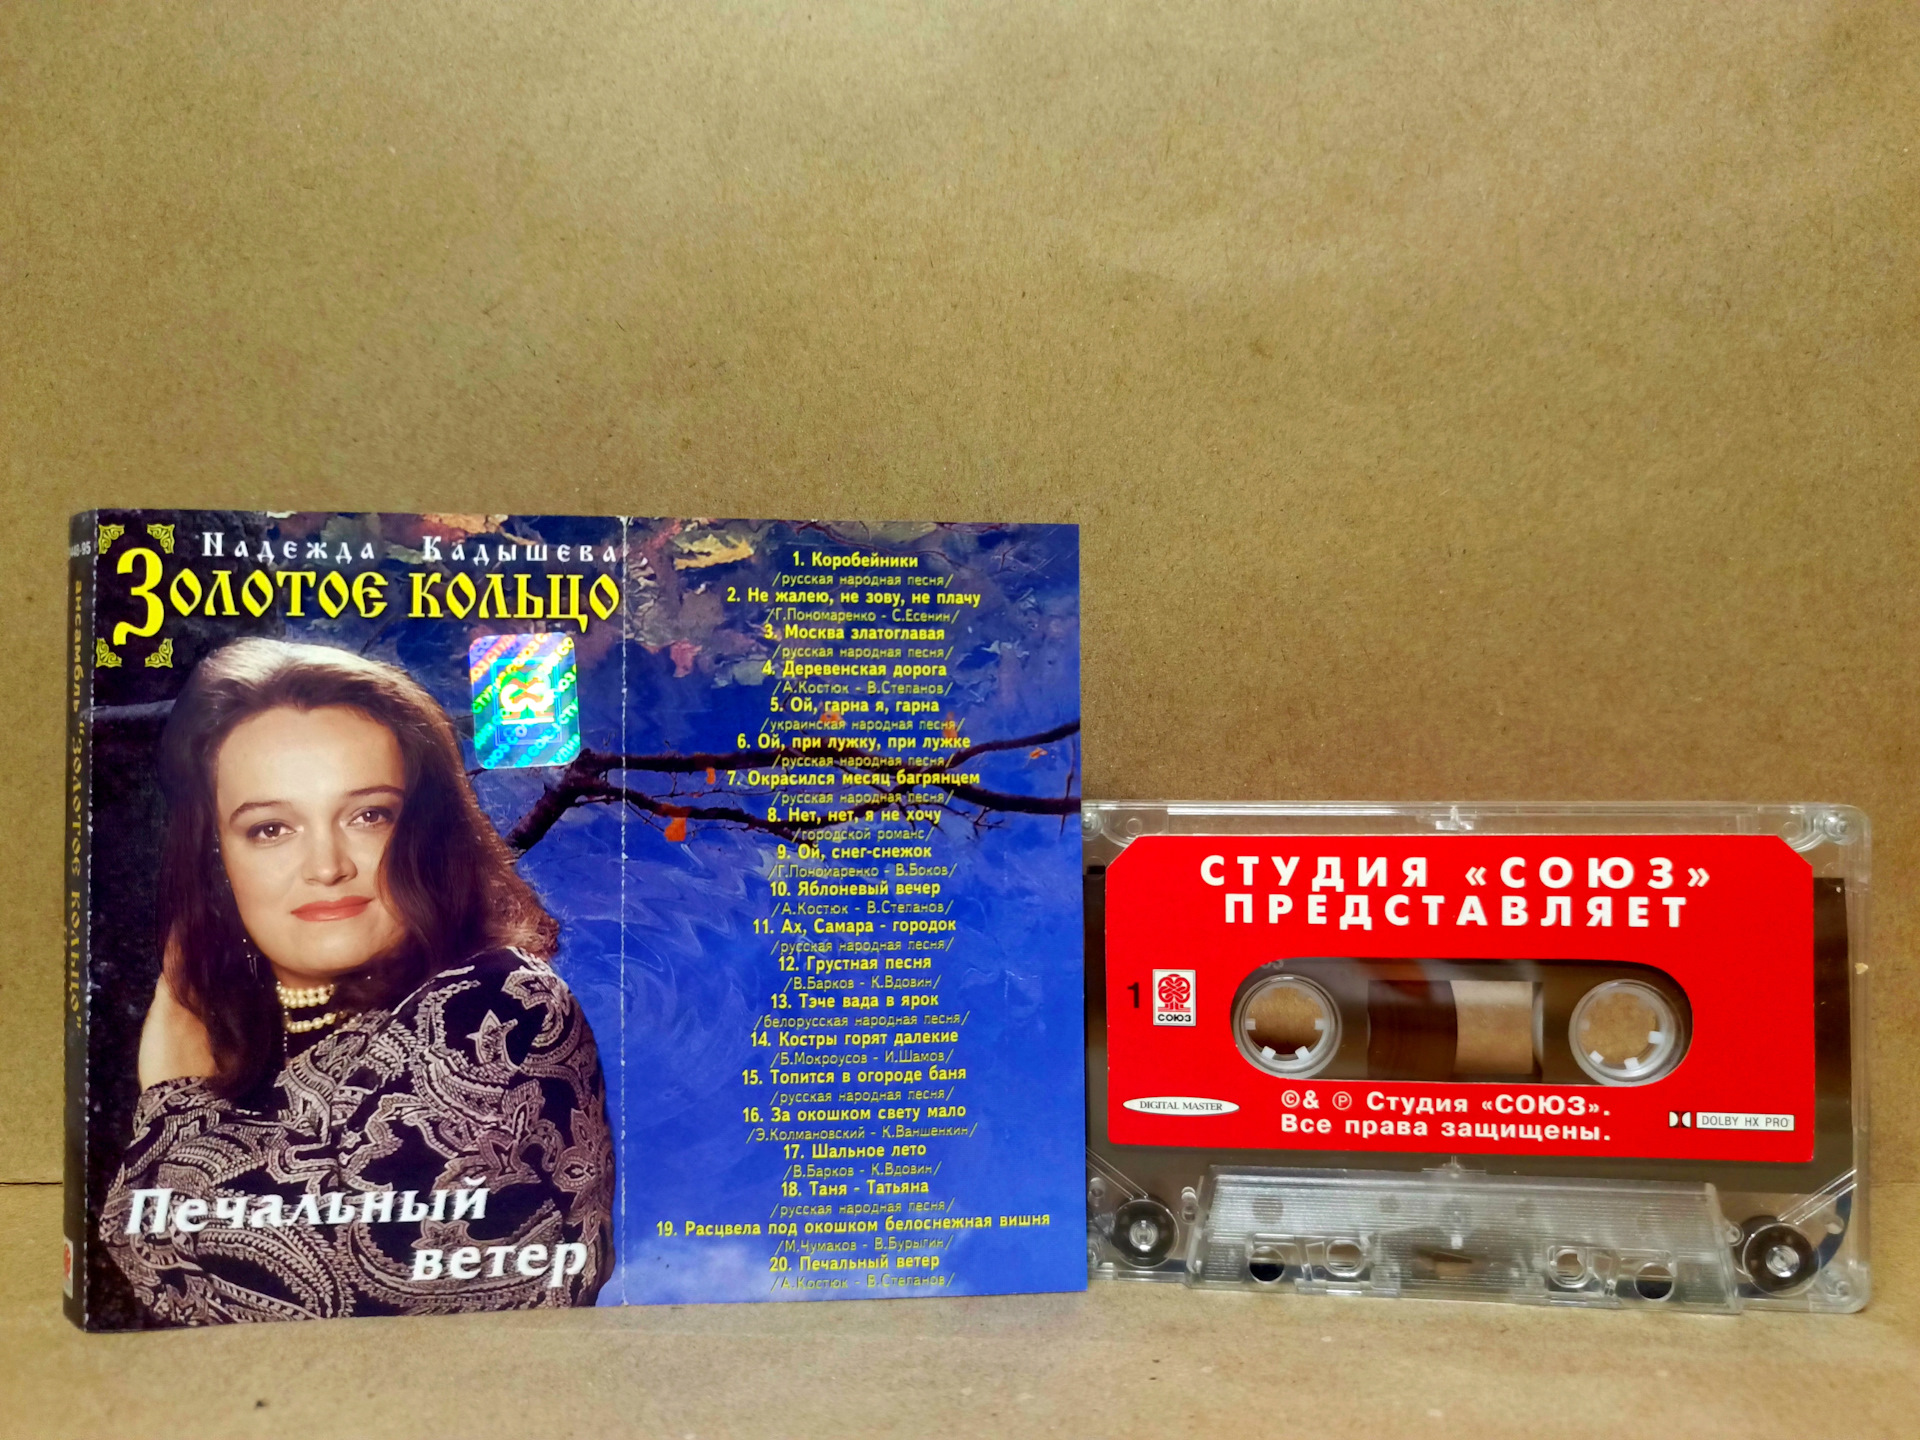 Надежда Кадышева
Золотое кольцо
ансамбль "Золотое кольцо"
Печальный
ветер
1. Коробейники
/русская народная песня/
2. Не жалею, не зову, не плачу
/Г.Пономаренко - С.Есенин/
3. Москва златоглавая
/русская народная песня/
4. Деревенская дорога
/А.Костюк - В.Степанов/
5. Ой, гарна я, гарна
/украинская народная песня/
6. Ой, при лужку, при лужке
/русская народная песня/
7. Окрасился месяц багрянцем
/русская народная песня/
8. Нет, нет, я не хочу
/городской романс/
9. Ой, снег-снежок
/Г.Пономаренко - В.Боков/
10. Яблоневый вечер
/А.Костюк - В.Степанов/
11. Ах, Самара - городок
/русская народная песня/
12. Грустная песня
/В.Барков - К.Вдовин/
13. Тэче вада в ярок
/белорусская народная песня/
14. Костры горят далекие
/Б.Мокроусов - И.Шамов/
15. Топится в огороде баня
/русская народная песня/
16. За окошком свету мало
/Э.Колмановский - К.Ваншенкин/
17. Шальное лето
/В.Барков - К.Вдовин/
18. Таня - Татьяна
/русская народная песня/
19. Расцвела под окошком белоснежная вишня
/М.Чумаков - В.Бурыгин/
20. Печальный ветер
/А.Костюк - В.Степанов/
СТУДИЯ «СОЮЗ»
ПРЕДСТАВЛЯЕТ
1
СОЮЗ
DIGITAL MASTER
©& ℗ Студия «СОЮЗ».
Все права защищены.
DOLBY HX PRO